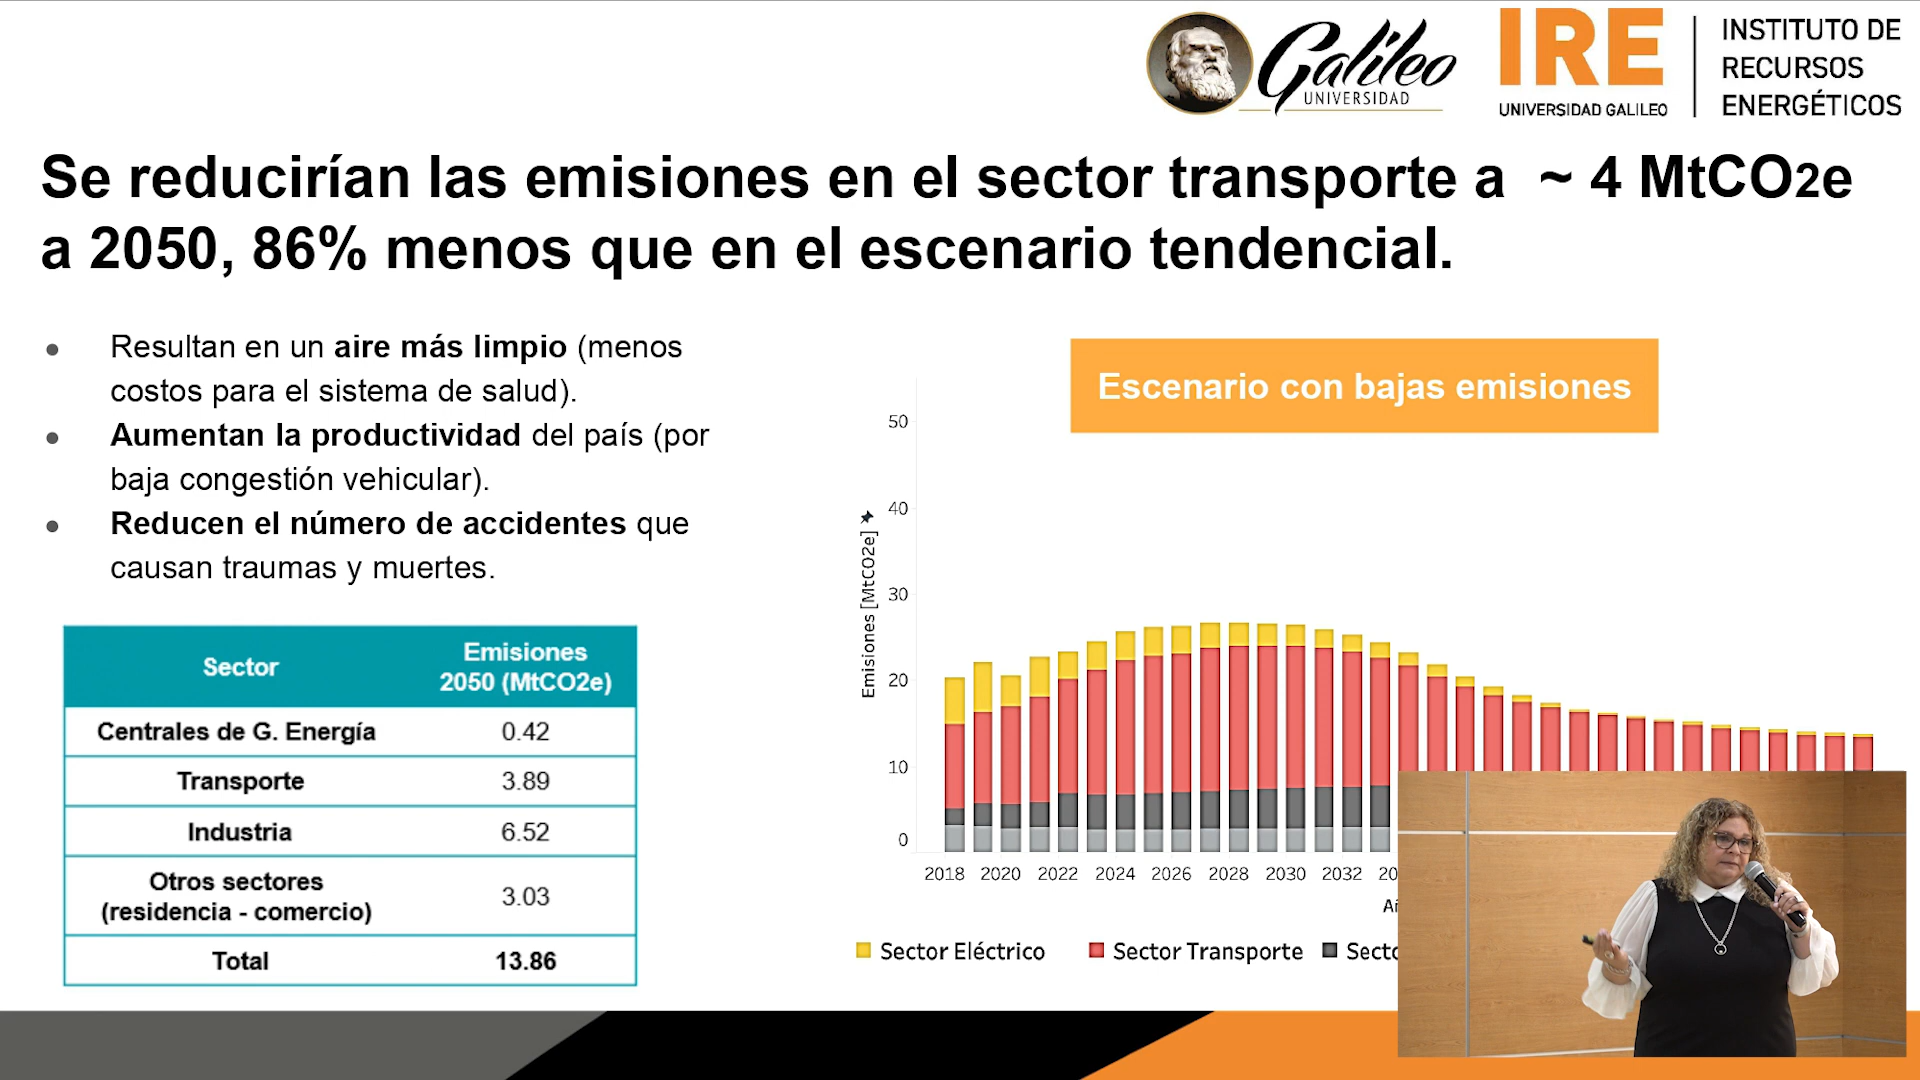 Galileo
UNIVERSIDAD
IRE
UNIVERSIDAD GALILEO
INSTITUTO DE
RECURSOS
ENERGÉTICOS
Se reducirían las emisiones en el sector transporte a ~ 4 MtCO2e
a 2050, 86% menos que en el escenario tendencial.
• Resultan en un aire más limpio (menos
costos para el sistema de salud).
• Aumentan la productividad del país (por
baja congestión vehicular).
• Reducen el número de accidentes que
causan traumas y muertes.
Sector
Emisiones
2050 (MtCO2e)
Centrales de G. Energía 0.42
Transporte 3.89
Industria 6.52
Otros sectores
(residencia - comercio) 3.03
Total 13.86
Escenario con bajas emisiones
Emisiones [MtCO2e]
50
40
30
20
10
0
2018 2020 2022 2024 2026 2028 2030 2032 20
Añ
Sector Eléctrico Sector Transporte Secto